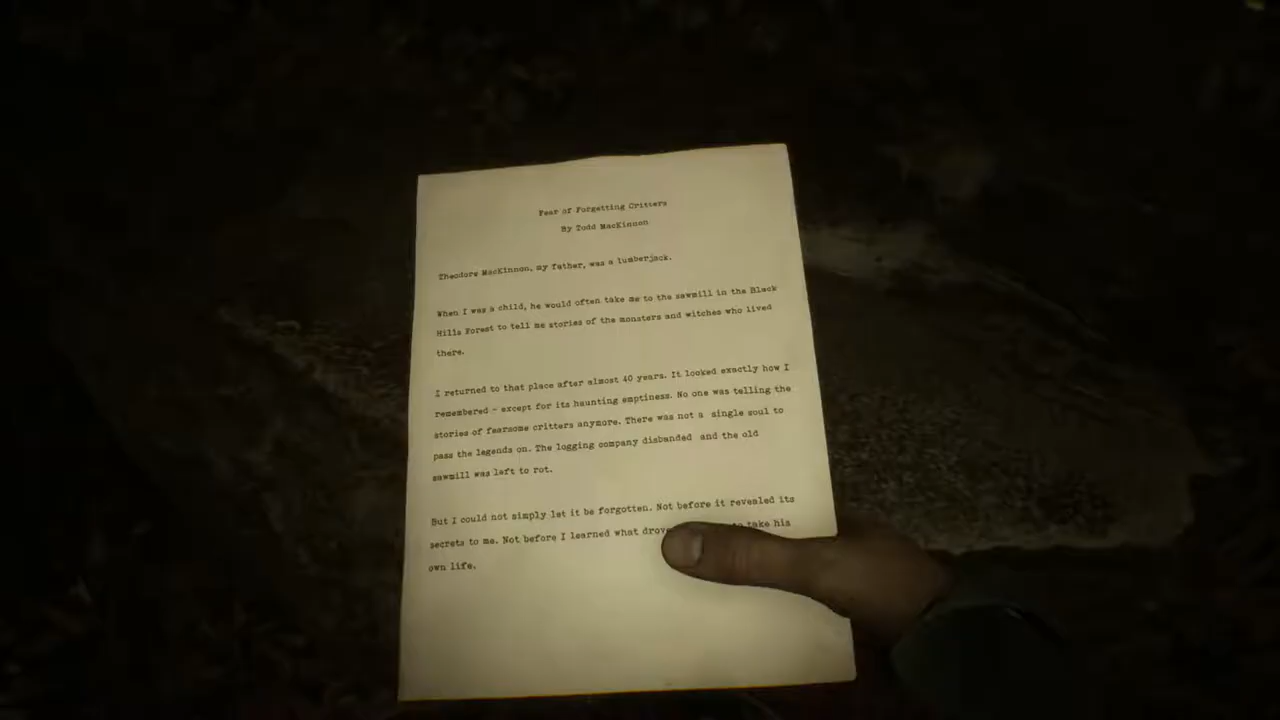 Fear of Forgetting Critters
By Todd MacKinnon
Theodore MacKinnon, my father, was a lumberjack.
When I was a child, he would often take me to the sawmill in the Black
Hills Forest to tell me stories of the monsters and witches who lived
there.
I returned to that place after almost 40 years. It looked exactly how I
remembered - except for its haunting emptiness. No one was telling the
stories of fearsome critters anymore. There was not a single soul to
pass the legends on. The logging company disbanded and the old
sawmill was left to rot.
But I could not simply let it be forgotten. Not before it revealed its
secrets to me. Not before I learned what drove to take his
own life.